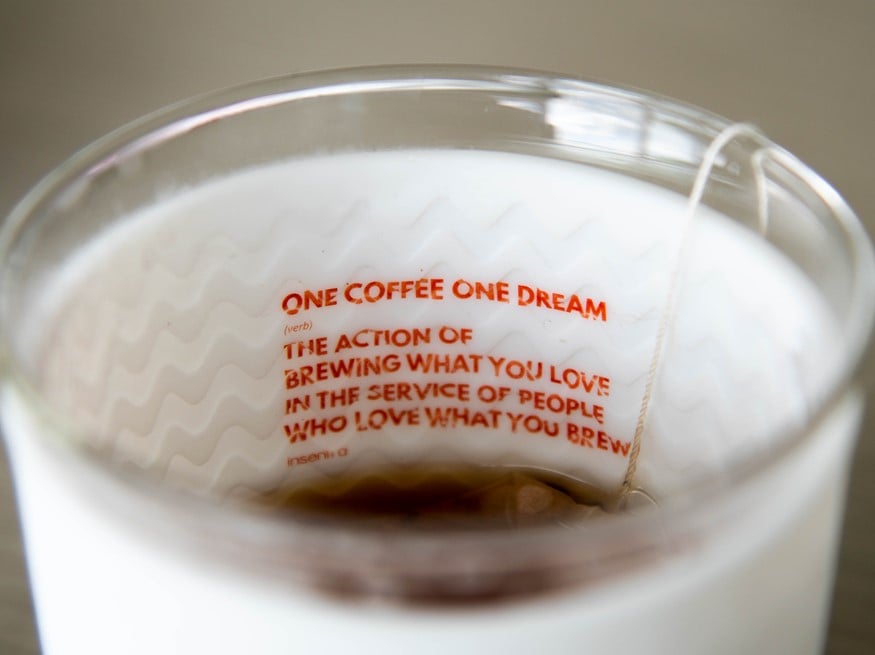 ONE COFFEE ONE DREAM
(verb)
THE ACTION OF
BREWING WHAT YOU LOVE
IN THE SERVICE OF PEOPLE
WHO LOVE WHAT YOU BREW